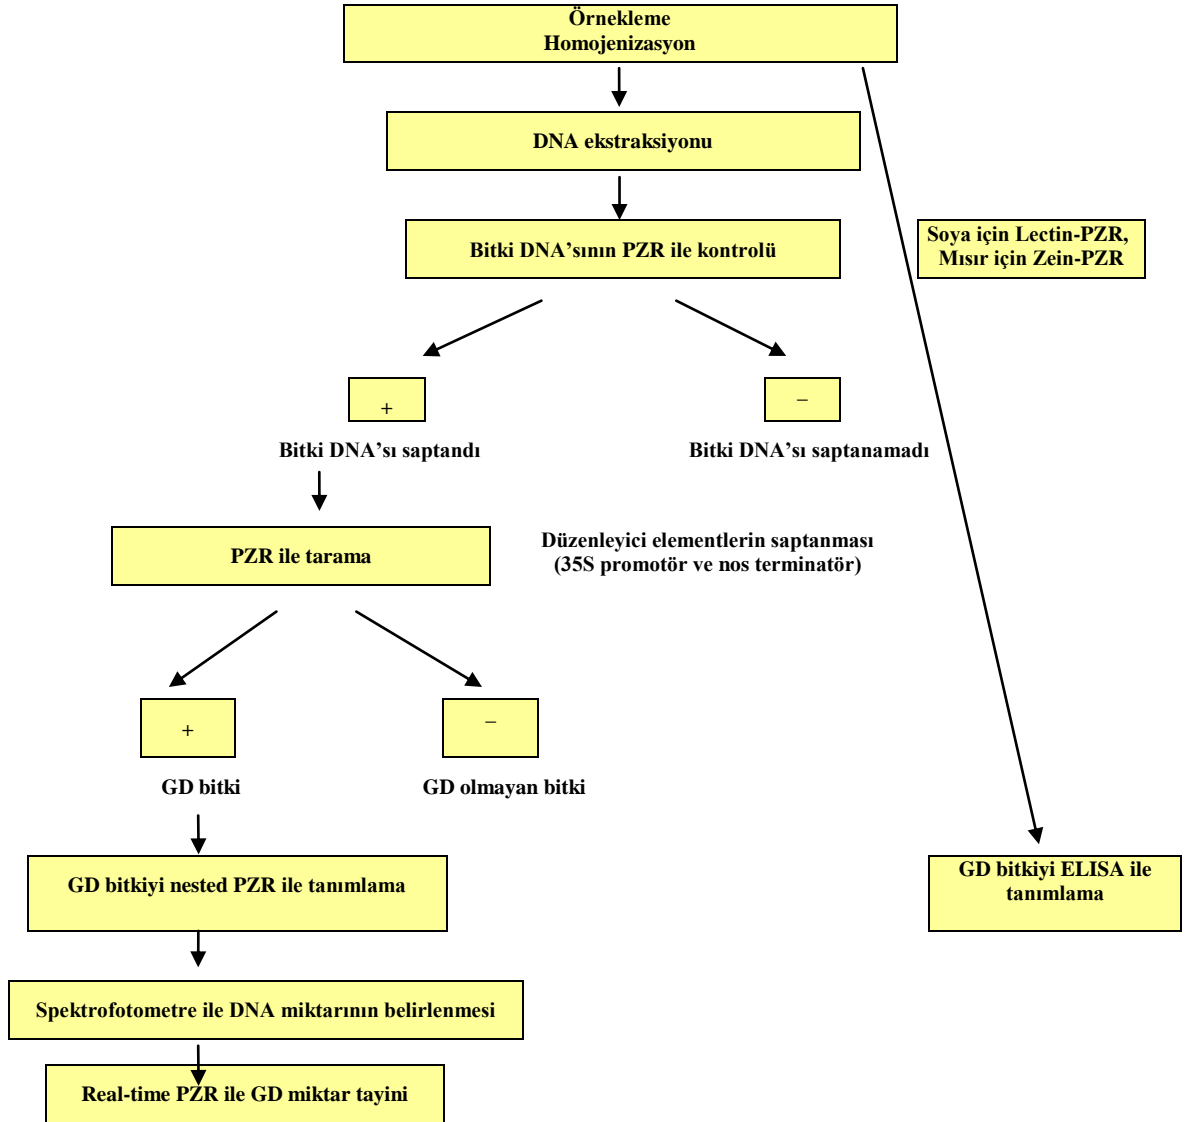 Örnekleme
Homojenizasyon
DNA ekstraksiyonu
Bitki DNA’sının PZR ile kontrolü
Soya için Lectin-PZR,
Mısır için Zein-PZR
+
–
Bitki DNA’sı saptandı
Bitki DNA’sı saptanamadı
PZR ile tarama
Düzenleyici elementlerin saptanması
(35S promotör ve nos terminatör)
+
–
GD bitki
GD olmayan bitki
GD bitkiyi nested PZR ile tanımlama
GD bitkiyi ELISA ile
tanımlama
Spektrofotometre ile DNA miktarının belirlenmesi
Real-time PZR ile GD miktar tayini